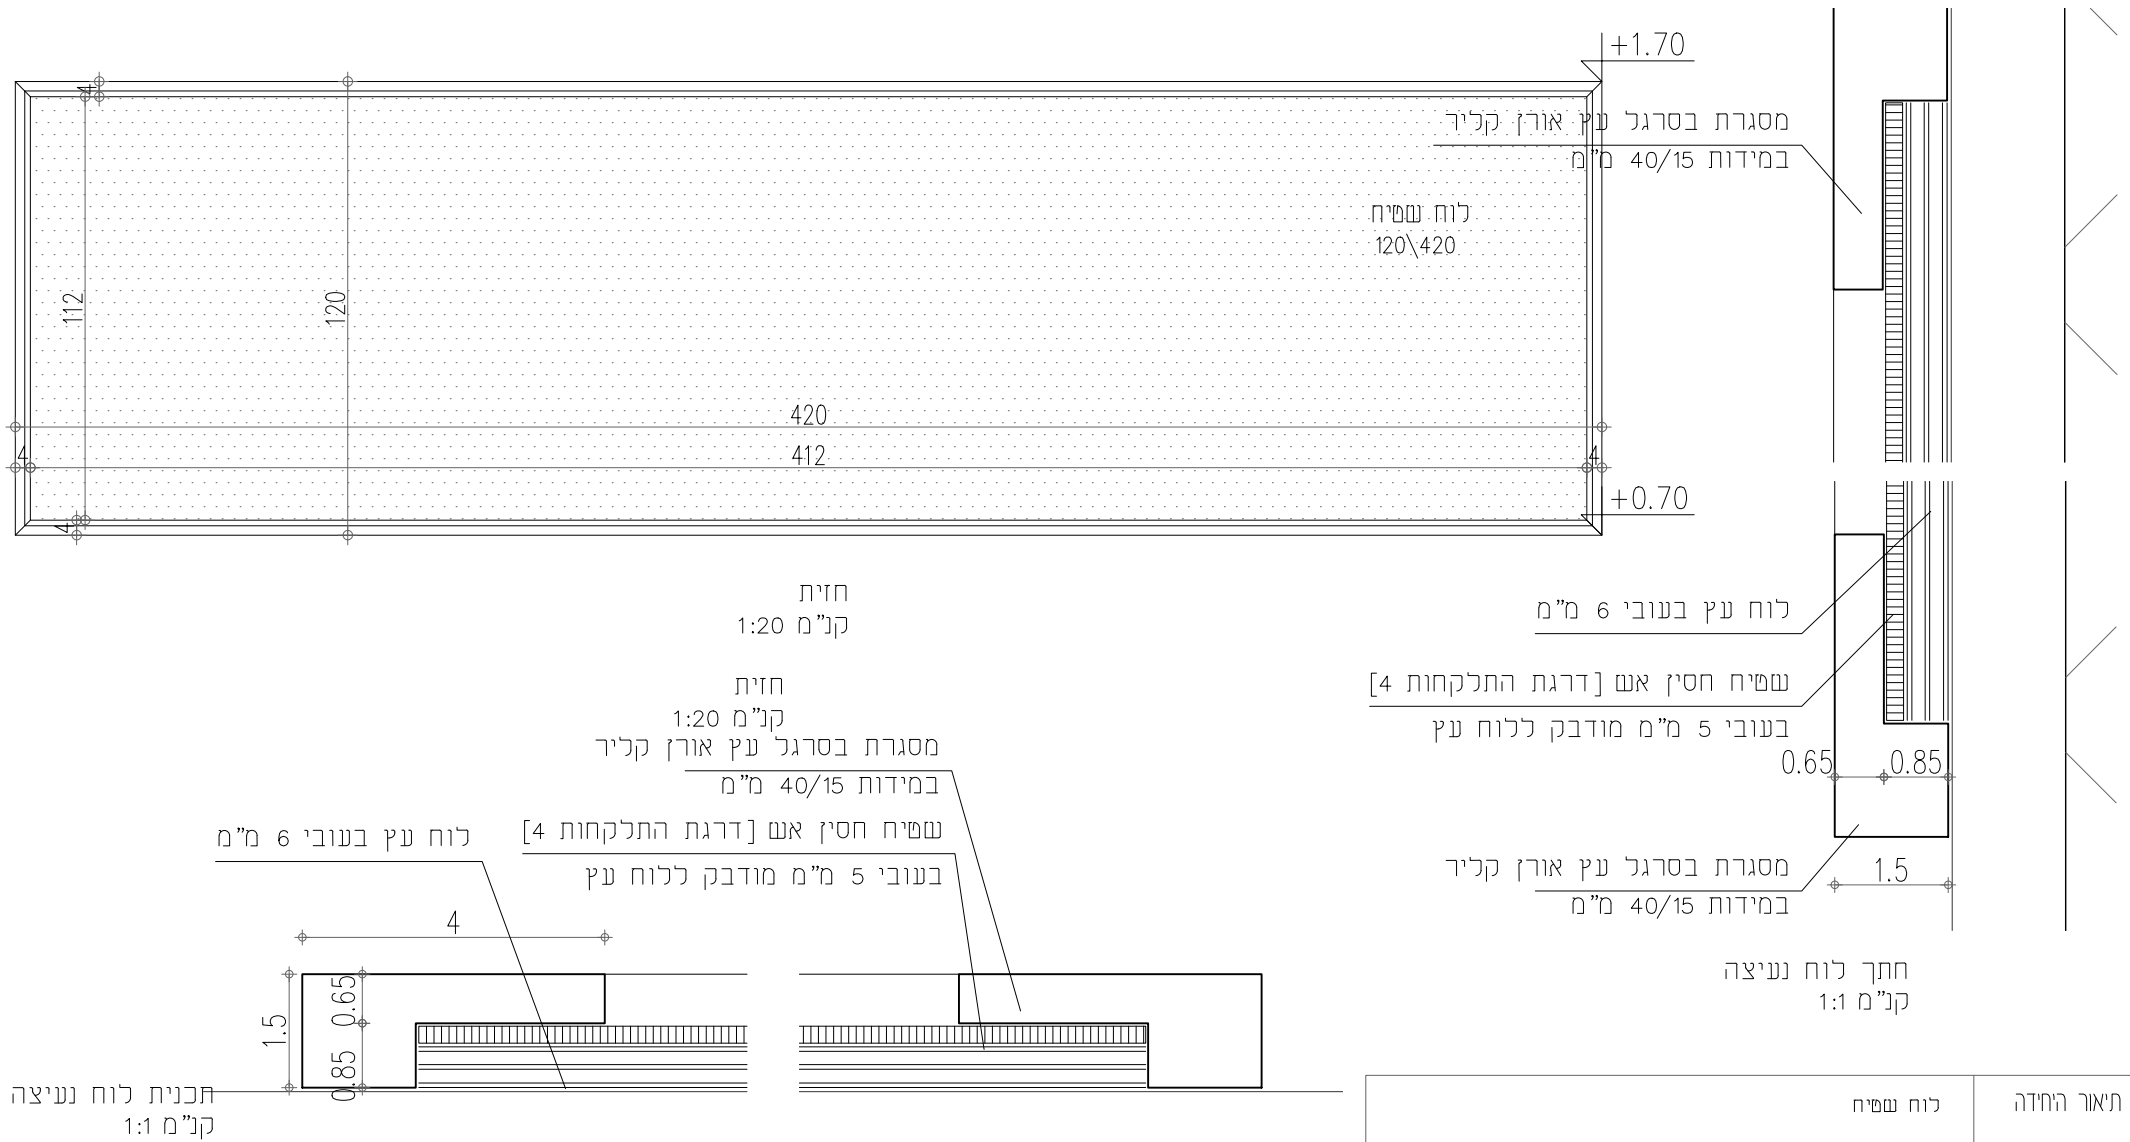 +1.70
4
מסגרת בסרגל עץ אורן קליר
במידות 40/15 מ"מ
לוח שטיח
120\420
112
120
420
4
412
4
+0.70
4
חזית
קנ"מ 1:20
לוח עץ בעובי 6 מ"מ
חזית
קנ"מ 1:20
שטיח חסין אש [דרגת התלקחות 4]
בעובי 5 מ"מ מודבק ללוח עץ
מסגרת בסרגל עץ אורן קליר
במידות 40/15 מ"מ
0.65
0.85
שטיח חסין אש [דרגת התלקחות 4]
בעובי 5 מ"מ מודבק ללוח עץ
לוח עץ בעובי 6 מ"מ
מסגרת בסרגל עץ אורן קליר
במידות 40/15 מ"מ
1.5
4
חתך לוח נעיצה
קנ"מ 1:1
0.65
1.5
0.85
תכנית לוח נעיצה
קנ"מ 1:1
תיאור היחידה
לוח שטיח